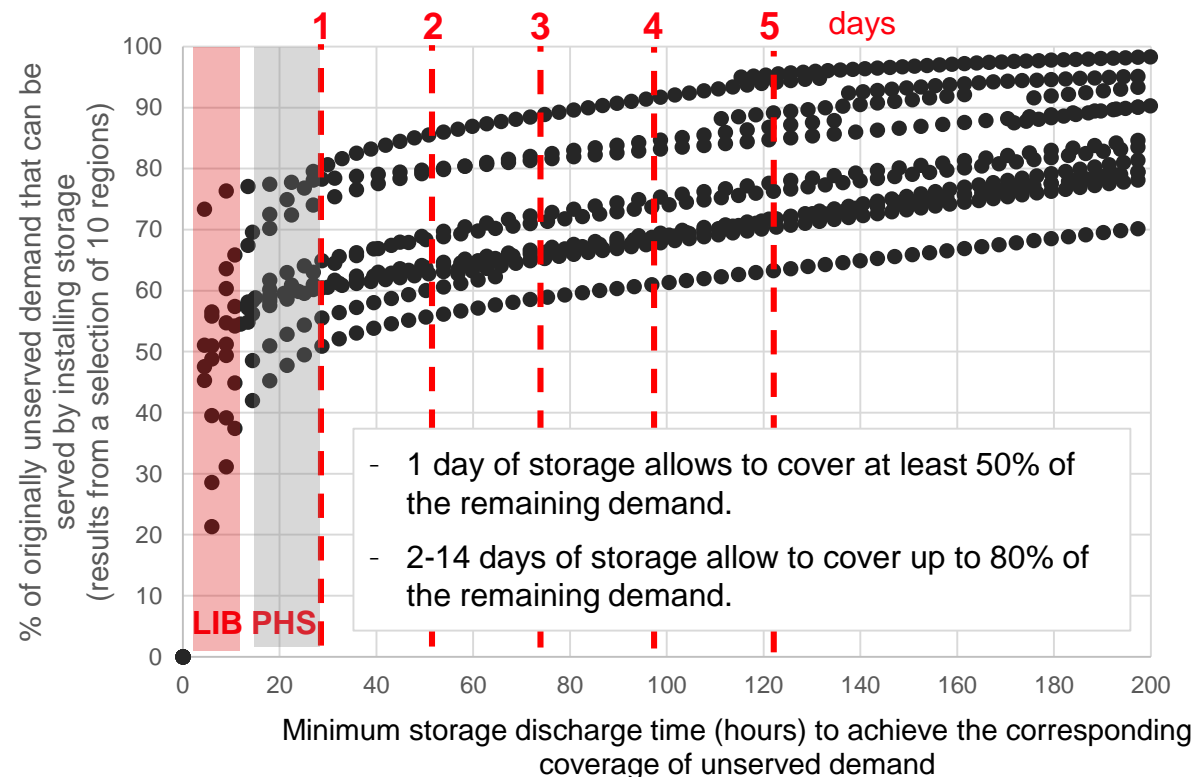 1 2 3 4 5 days
% of originally unserved demand that can be
served by installing storage
(results from a selection of 10 regions)
100
90
80
70
60
50
40
30
20
10
0
LIB PHS
- 1 day of storage allows to cover at least 50% of
the remaining demand.
- 2-14 days of storage allow to cover up to 80% of
the remaining demand.
0 20 40 60 80 100 120 140 160 180 200
Minimum storage discharge time (hours) to achieve the corresponding
coverage of unserved demand